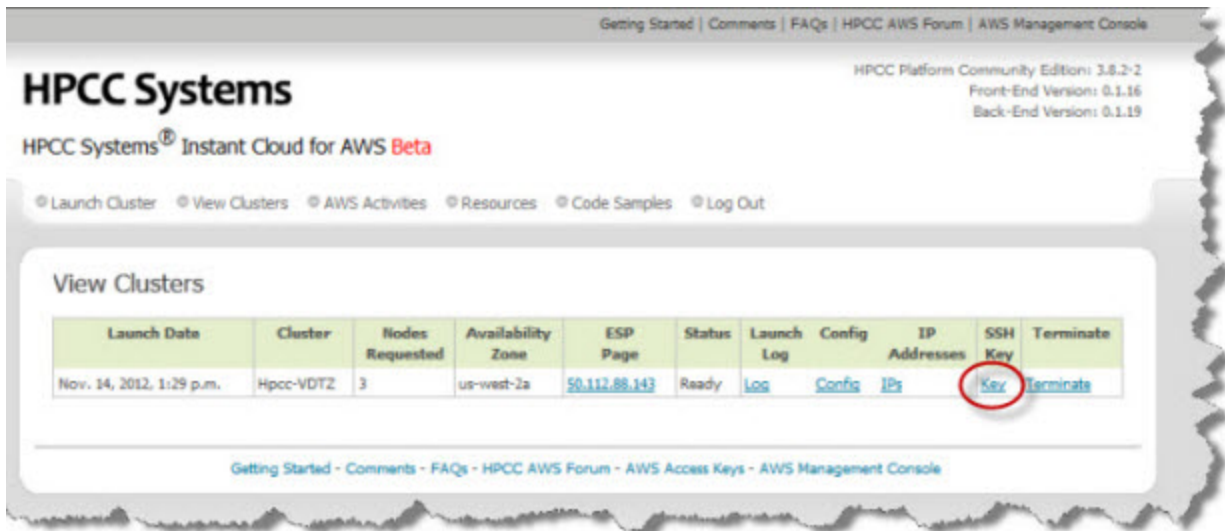 Getting Started | Comments | FAQs | HPCC AWS Forum | AWS Management Console
HPCC Systems
HPCC Platform Community Edition: 3.8.2-2
Front-End Version: 0.1.16
Back-End Version: 0.1.19
HPCC Systems® Instant Cloud for AWS Beta
Launch Cluster View Clusters AWS Activities Resources Code Samples Log Out
View Clusters
Launch Date Cluster Nodes Requested Availability Zone ESP Page Status Launch Log Config IP Addresses SSH Key Terminate
Nov. 14, 2012, 1:29 p.m. Hpcc-VDTZ 3 us-west-2a 50.112.88.143 Ready Log Config IPs Key Terminate
Getting Started - Comments - FAQs - HPCC AWS Forum - AWS Access Keys - AWS Management Console